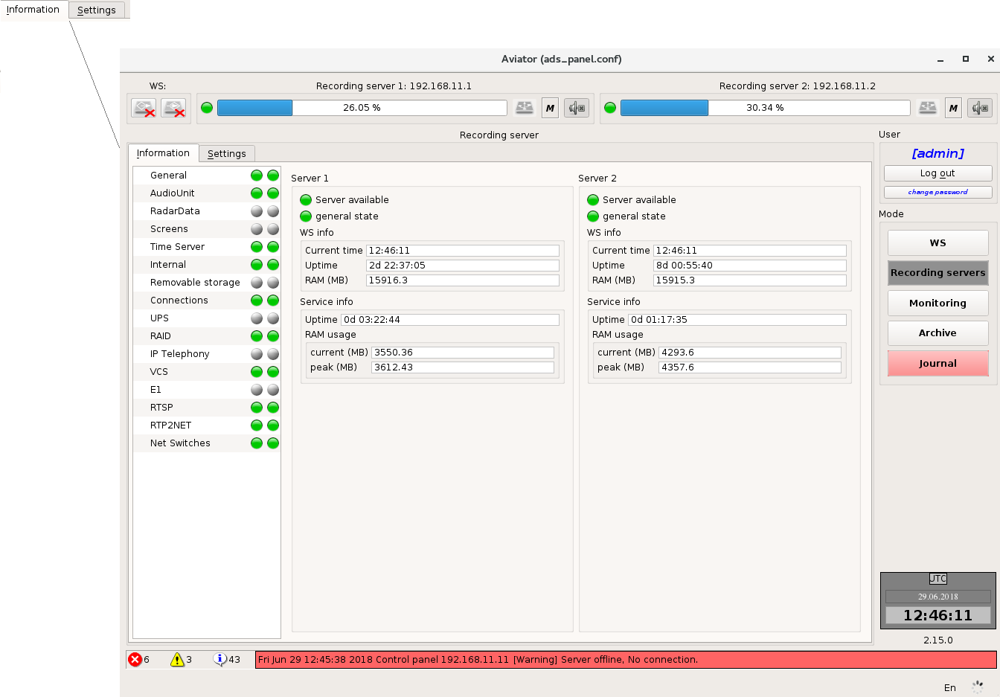 Information Settings
Aviator (ads_panel.conf)
WS: Recording server 1: 192.168.11.1 Recording server 2: 192.168.11.2
26.05 % M 30.34 % M
Recording server
User
[admin]
Log out
change password
Mode
WS
Recording servers
Monitoring
Archive
Journal
Information Settings
General
AudioUnit
RadarData
Screens
Time Server
Internal
Removable storage
Connections
UPS
RAID
IP Telephony
VCS
E1
RTSP
RTP2NET
Net Switches
Server 1
Server available
general state
WS info
Current time 12:46:11
Uptime 2d 22:37:05
RAM (MB) 15916.3
Service info
Uptime 0d 03:22:44
RAM usage
current (MB) 3550.36
peak (MB) 3612.43
Server 2
Server available
general state
WS info
Current time 12:46:11
Uptime 8d 00:55:40
RAM (MB) 15915.3
Service info
Uptime 0d 01:17:35
RAM usage
current (MB) 4293.6
peak (MB) 4357.6
UTC
29.06.2018
12:46:11
2.15.0
6 3 43 Fri Jun 29 12:45:38 2018 Control panel 192.168.11.11 [Warning] Server offline, No connection.
En